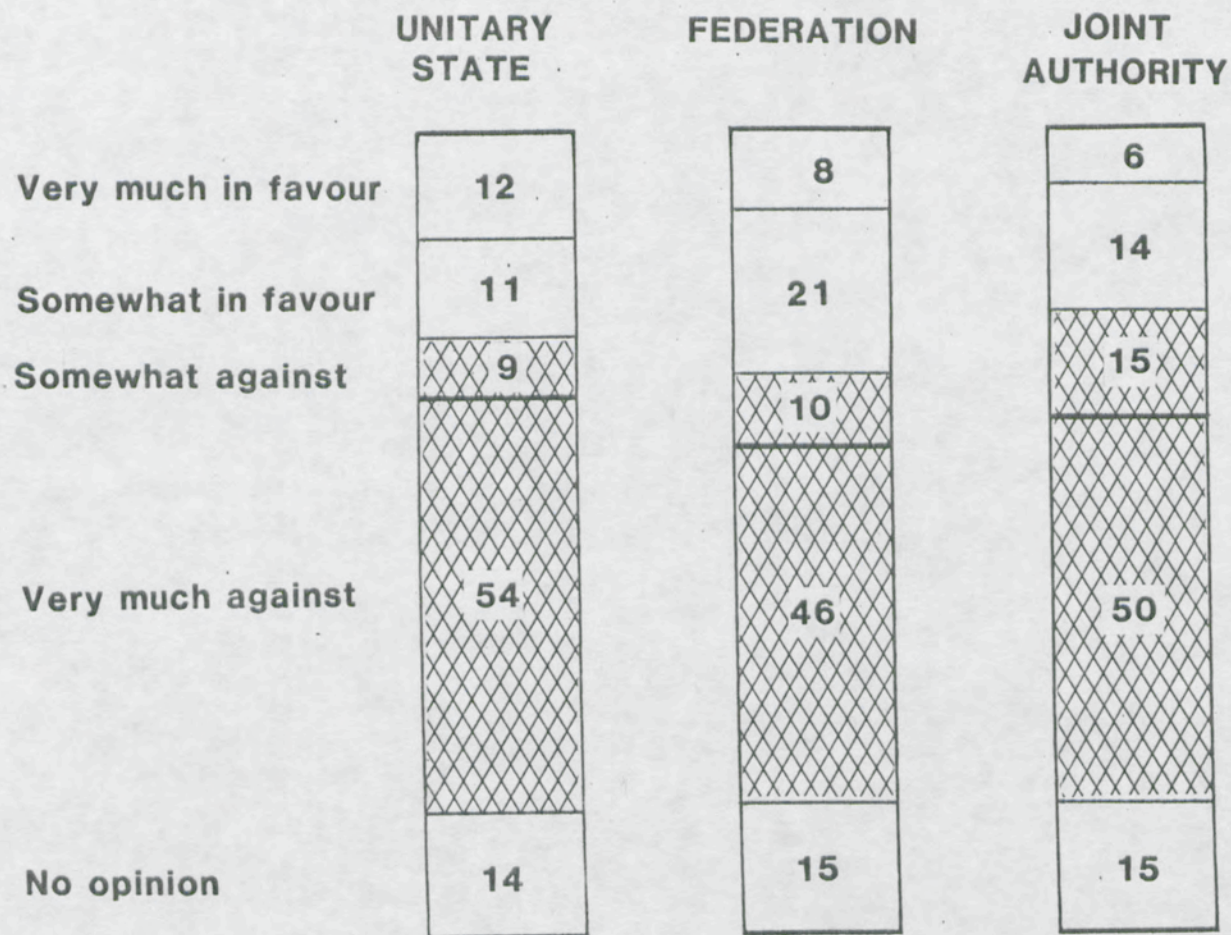 UNITARY
STATE
FEDERATION
JOINT
AUTHORITY
Very much in favour 12 8 6
Somewhat in favour 11 21 14
Somewhat against 9 10 15
Very much against 54 46 50
No opinion 14 15 15